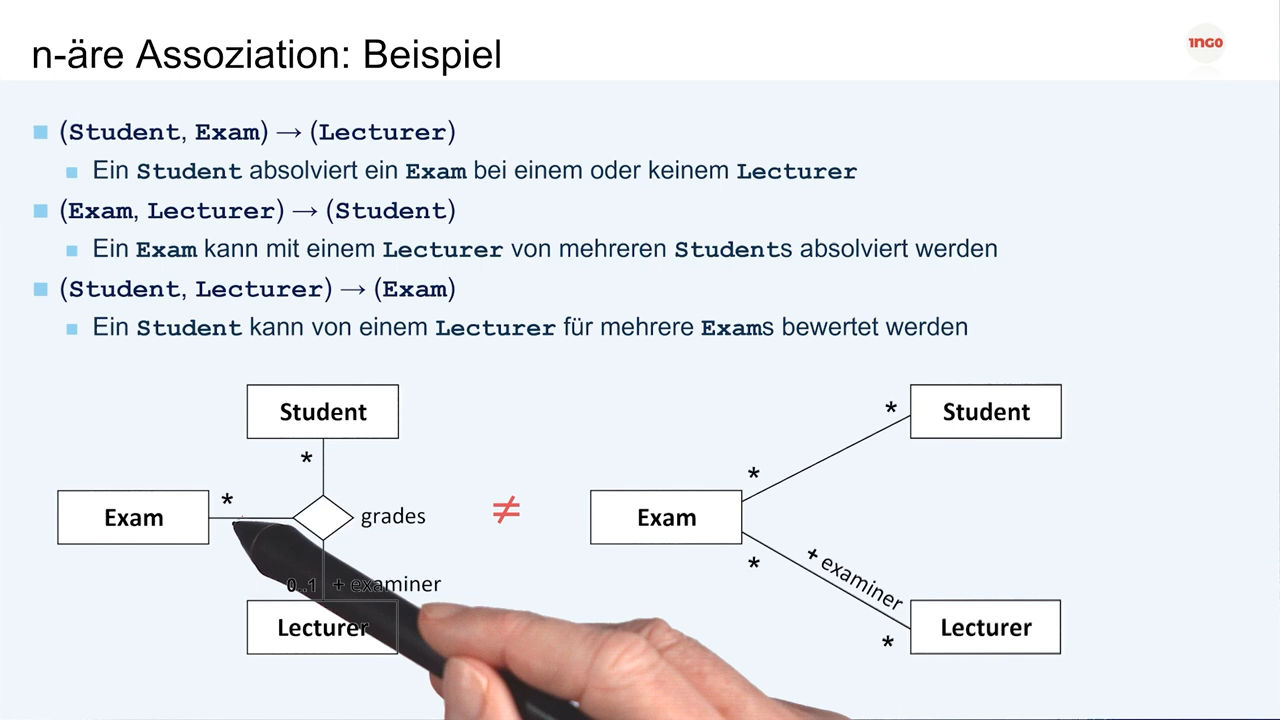 n-äre Assoziation: Beispiel
1NGO
(Student, Exam) → (Lecturer)
Ein Student absolviert ein Exam bei einem oder keinem Lecturer
(Exam, Lecturer) → (Student)
Ein Exam kann mit einem Lecturer von mehreren Students absolviert werden
(Student, Lecturer) → (Exam)
Ein Student kann von einem Lecturer für mehrere Exams bewertet werden
Student
*
Exam
*
grades
0..1
+ examiner
Lecturer
≠
Student
*
*
Exam
*
+ examiner
*
Lecturer